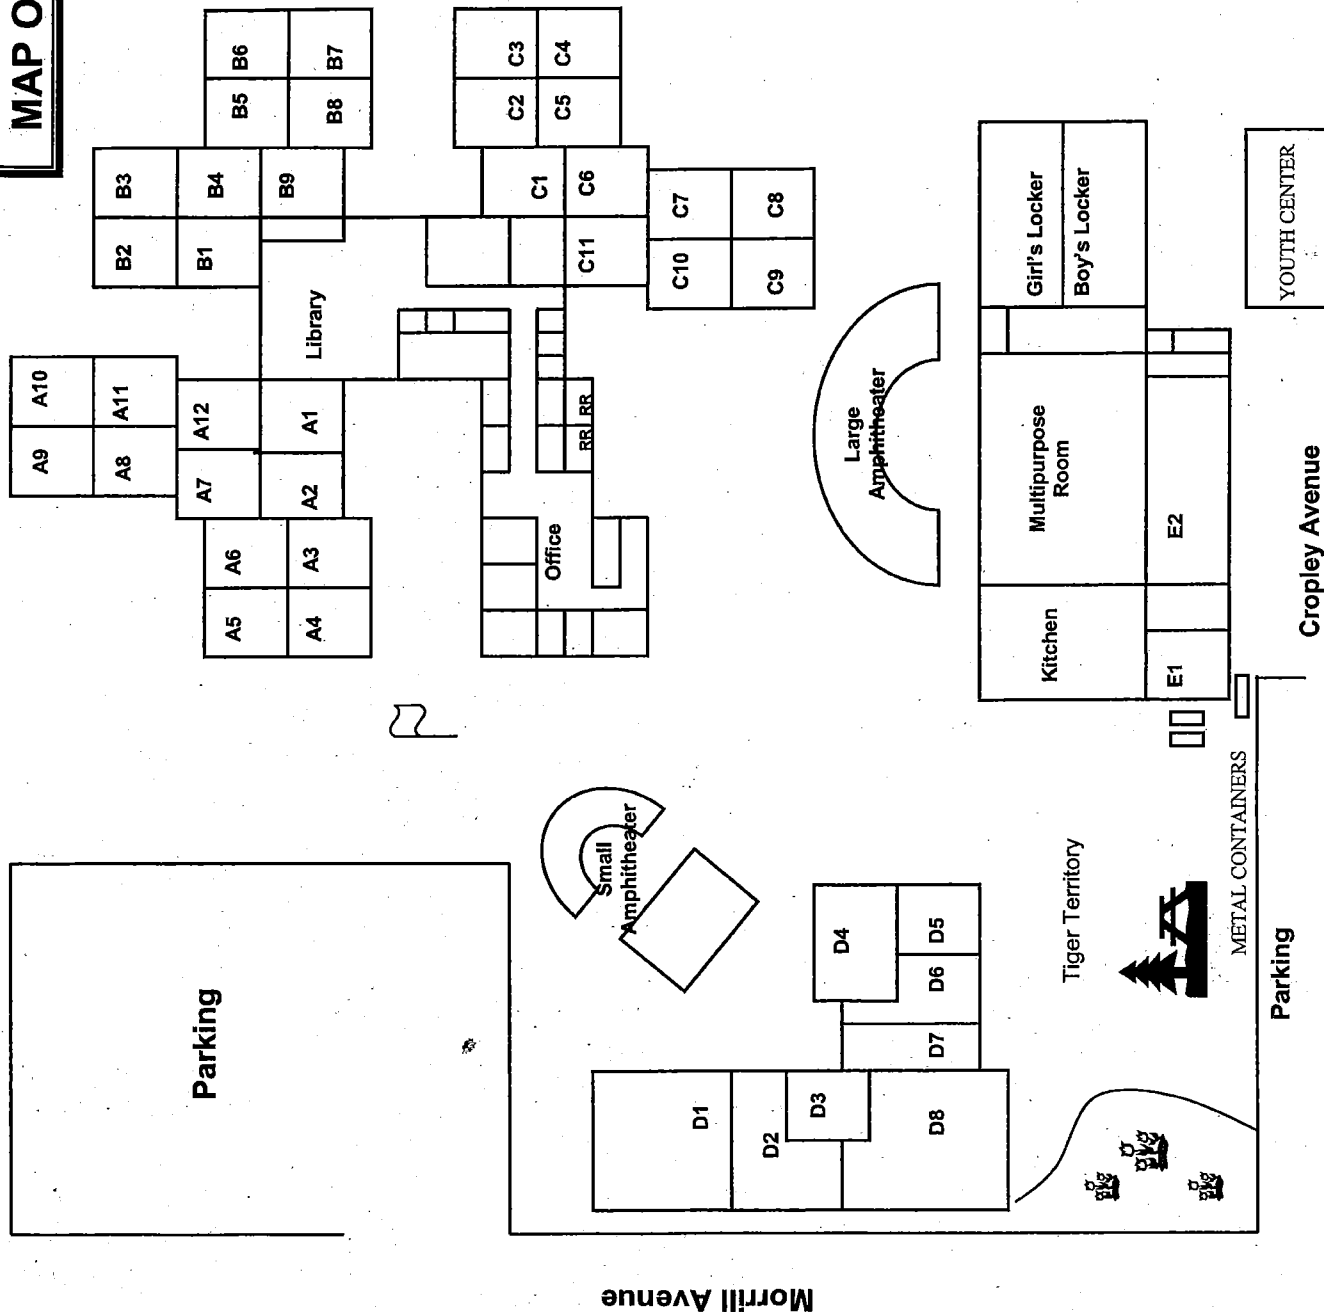 MAP O
B6
B7
B5
B8
C3
C4
C2
C5
B3
B4
B9
B2
B1
C1
C6
C11
C7
C8
C10
C9
Library
A10
A11
A12
A1
A9
A8
A7
A2
A6
A3
A5
A4
RR
RR
Office
Girl's Locker
Boy's Locker
YOUTH CENTER
Large
Amphitheater
Multipurpose
Room
E2
Kitchen
E1
Cropley Avenue
Small
Amphitheater
Tiger Territory
METAL CONTAINERS
Parking
Parking
D4
D5
D6
D7
D1
D2
D3
D8
Morrill Avenue